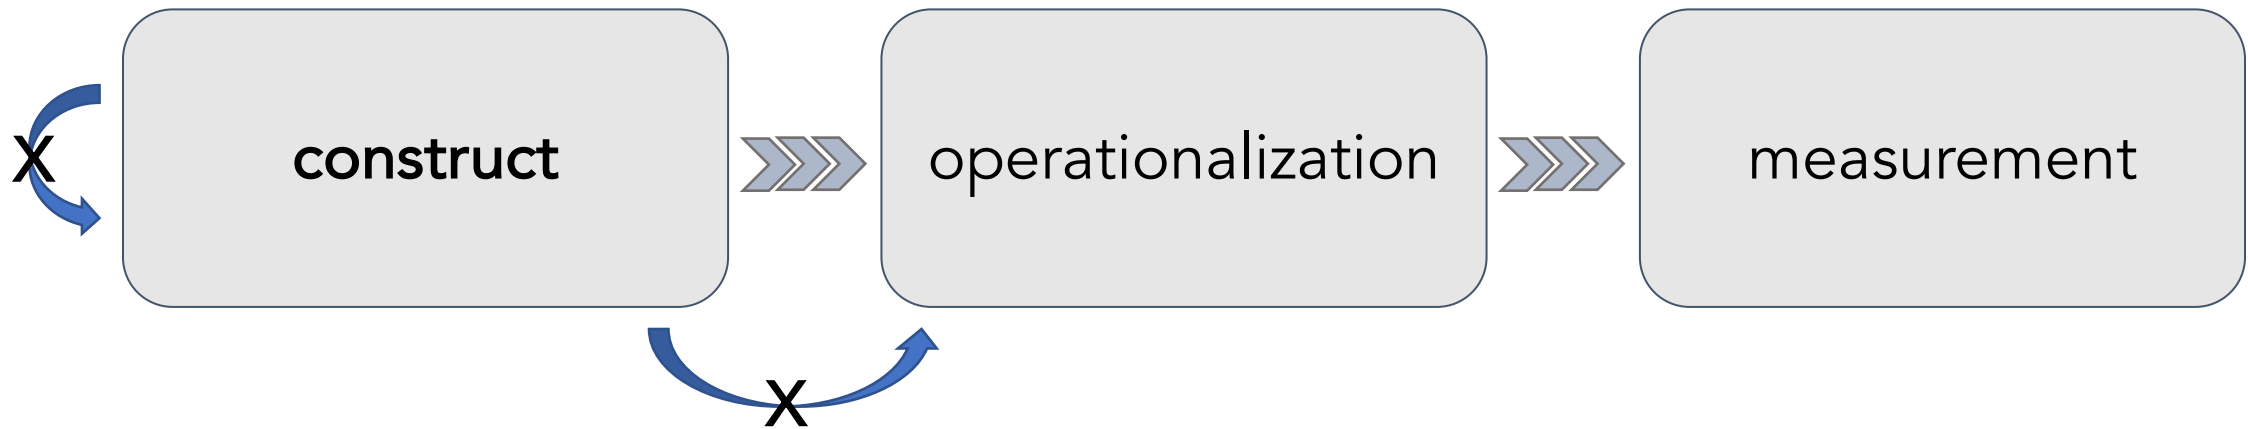 X
construct
operationalization
measurement
X